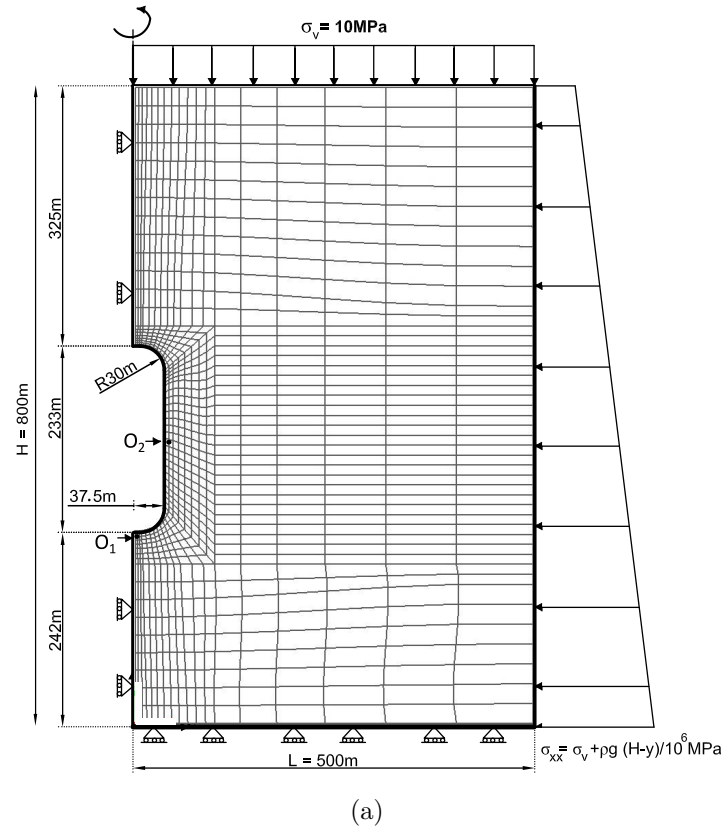 σv= 10MPa
325m
R30m
H = 800m
233m
O2
37.5m
O1
242m
σxx= σv +ρg (H-y)/10^6 MPa
L = 500m
(a)